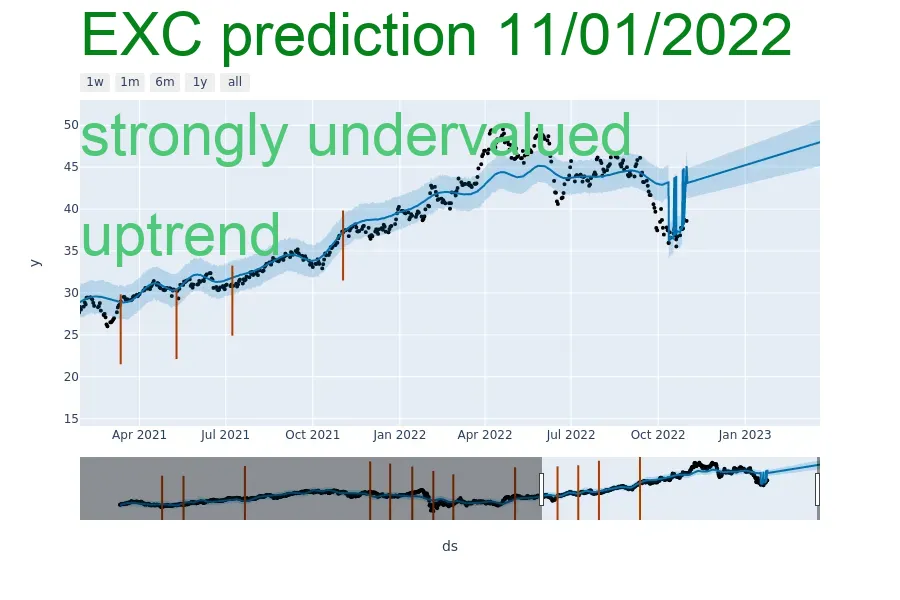 EXC prediction 11/01/2022
1w 1m 6m 1y all
strongly undervalued
uptrend
50
45
40
35
30
25
20
15
y
Apr 2021 Jul 2021 Oct 2021 Jan 2022 Apr 2022 Jul 2022 Oct 2022 Jan 2023
ds